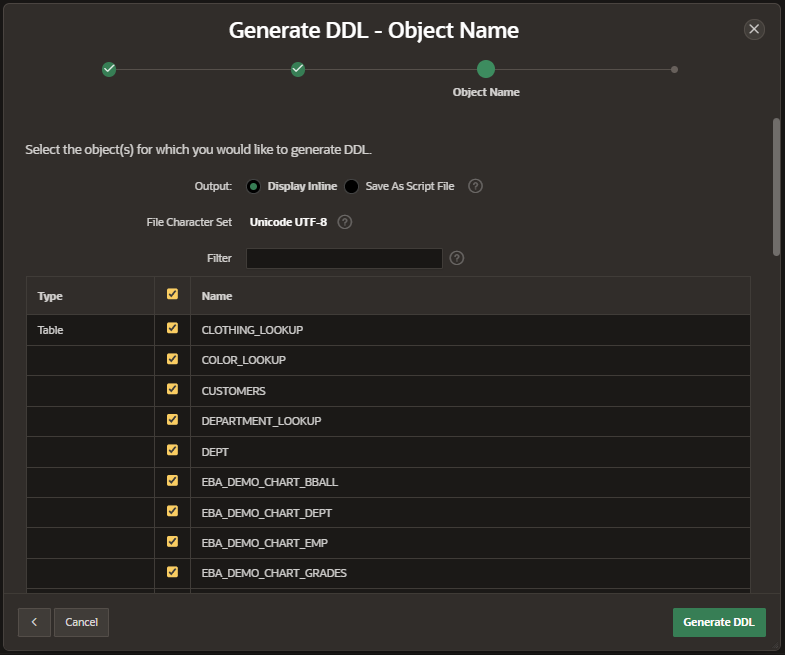 Generate DDL - Object Name
Object Name
Select the object(s) for which you would like to generate DDL.
Output: Display Inline Save As Script File ?
File Character Set Unicode UTF-8 ?
Filter ?
Type Name
Table CLOTHING_LOOKUP
COLOR_LOOKUP
CUSTOMERS
DEPARTMENT_LOOKUP
DEPT
EBA_DEMO_CHART_BBALL
EBA_DEMO_CHART_DEPT
EBA_DEMO_CHART_EMP
EBA_DEMO_CHART_GRADES
Cancel Generate DDL